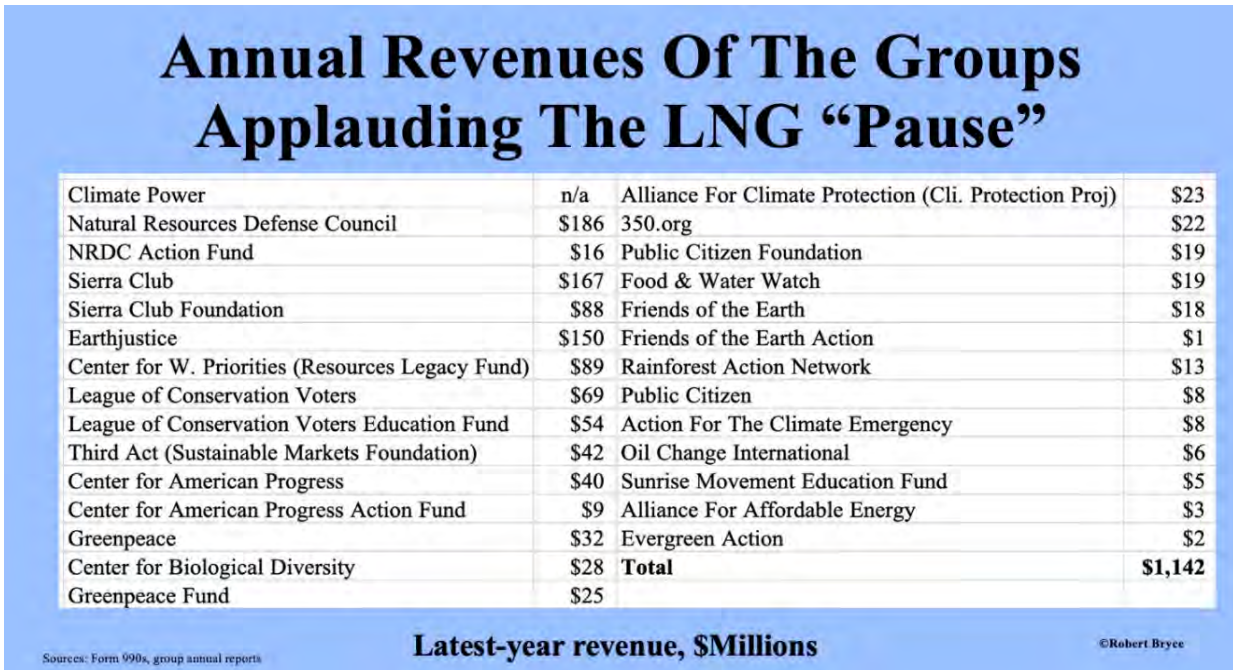 Annual Revenues Of The Groups
Applauding The LNG “Pause”
Climate Power n/a Alliance For Climate Protection (Cli. Protection Proj) $23
Natural Resources Defense Council $186 350.org $22
NRDC Action Fund $16 Public Citizen Foundation $19
Sierra Club $167 Food & Water Watch $19
Sierra Club Foundation $88 Friends of the Earth $18
Earthjustice $150 Friends of the Earth Action $1
Center for W. Priorities (Resources Legacy Fund) $89 Rainforest Action Network $13
League of Conservation Voters $69 Public Citizen $8
League of Conservation Voters Education Fund $54 Action For The Climate Emergency $8
Third Act (Sustainable Markets Foundation) $42 Oil Change International $6
Center for American Progress $40 Sunrise Movement Education Fund $5
Center for American Progress Action Fund $9 Alliance For Affordable Energy $3
Greenpeace $32 Evergreen Action $2
Center for Biological Diversity $28 Total $1,142
Greenpeace Fund $25
Sources: Form 990s, group annual reports
Latest-year revenue, $Millions
©Robert Bryce